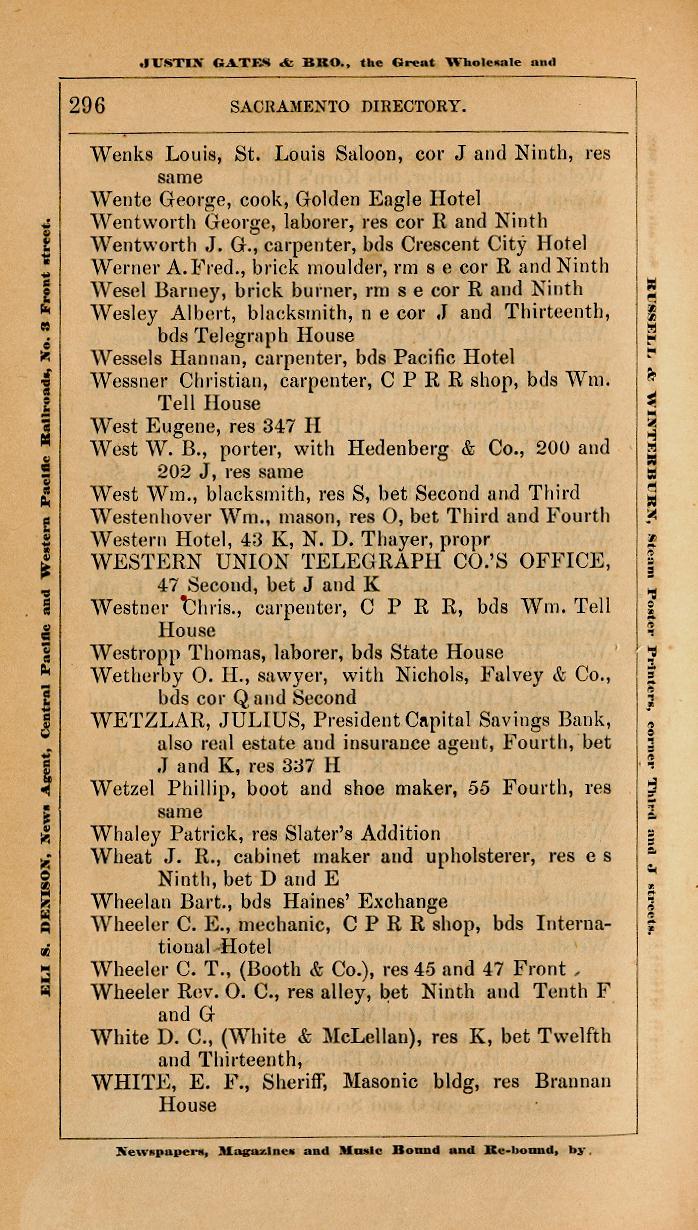 JUSTIN GATES & BRO., the Great Wholesale and
296 SACRAMENTO DIRECTORY.
Wenks Louis, St. Louis Saloon, cor J and Ninth, res
same
Wente George, cook, Golden Eagle Hotel
Wentworth George, laborer, res cor R and Ninth
Wentworth J. G., carpenter, bds Crescent City Hotel
Werner A. Fred., brick moulder, rm s e cor R and Ninth
Wesel Barney, brick burner, rm s e cor R and Ninth
Wesley Albert, blacksmith, n e cor J and Thirteenth,
bds Telegraph House
Wessels Hannan, carpenter, bds Pacific Hotel
Wessner Christian, carpenter, C P R R shop, bds Wm.
Tell House
West Eugene, res 347 H
West W. B., porter, with Hedenberg & Co., 200 and
202 J, res same
West Wm., blacksmith, res S, bet Second and Third
Westenhover Wm., mason, res O, bet Third and Fourth
Western Hotel, 43 K, N. D. Thayer, propr
WESTERN UNION TELEGRAPH CO.'S OFFICE,
47 Second, bet J and K
Westner Chris., carpenter, C P R R, bds Wm. Tell
House
Westropp Thomas, laborer, bds State House
Wetherby O. H., sawyer, with Nichols, Falvey & Co.,
bds cor Q and Second
WETZLAR, JULIUS, President Capital Savings Bank,
also real estate and insurance agent, Fourth, bet
J and K, res 337 H
Wetzel Phillip, boot and shoe maker, 55 Fourth, res
same
Whaley Patrick, res Slater's Addition
Wheat J. R., cabinet maker and upholsterer, res e s
Ninth, bet D and E
Wheelan Bart., bds Haines' Exchange
Wheeler C. E., mechanic, C P R R shop, bds Interna-
tional Hotel
Wheeler C. T., (Booth & Co.), res 45 and 47 Front
Wheeler Rev. O. C., res alley, bet Ninth and Tenth F
and G
White D. C., (White & McLellan), res K, bet Twelfth
and Thirteenth,
WHITE, E. F., Sheriff, Masonic bldg, res Brannan
House
Newspapers, Magazines and Music Bound and Re-bound, by
ELI S. DENISON, News Agent, Central Pacific and Western Pacific Railroads, No. 3 Front street.
RUSSELL & WINTERBURN, Steam Poster Printers, corner Third and J streets.